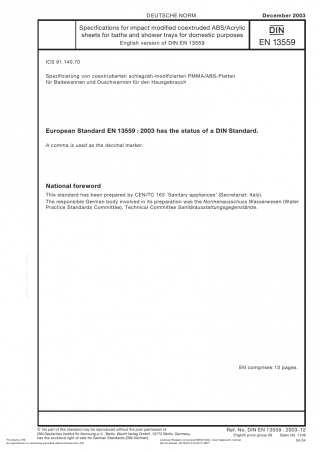 DEUTSCHE NORM
December 2003
Specifications for impact modified coextruded ABS/Acrylic
sheets for baths and shower trays for domestic purposes
English version of DIN EN 13559
DIN
EN 13559
ICS 91.140.70
Spezifizierung von coextrudierten schlagzäh-modifizierten PMMA/ABS-Platten
für Badewannen und Duschwannen für den Hausgebrauch
European Standard EN 13559 : 2003 has the status of a DIN Standard.
A comma is used as the decimal marker.
National foreword
This standard has been prepared by CEN/TC 163 ‘Sanitary appliances’ (Secretariat: Italy).
The responsible German body involved in its preparation was the Normenausschuss Wasserwesen (Water
Practice Standards Committee), Technical Committee Sanitärausstattungsgegenstände.
EN comprises 13 pages.
© No part of this standard may be reproduced without the prior permission of
DIN Deutsches Institut für Normung e.V., Berlin. Beuth Verlag GmbH, 10772 Berlin, Germany,
has the exclusive right of sale for German Standards (DIN-Normen).
Ref. No. DIN EN 13559 : 2003-12
English price group 09 Sales No. 1109
04.04